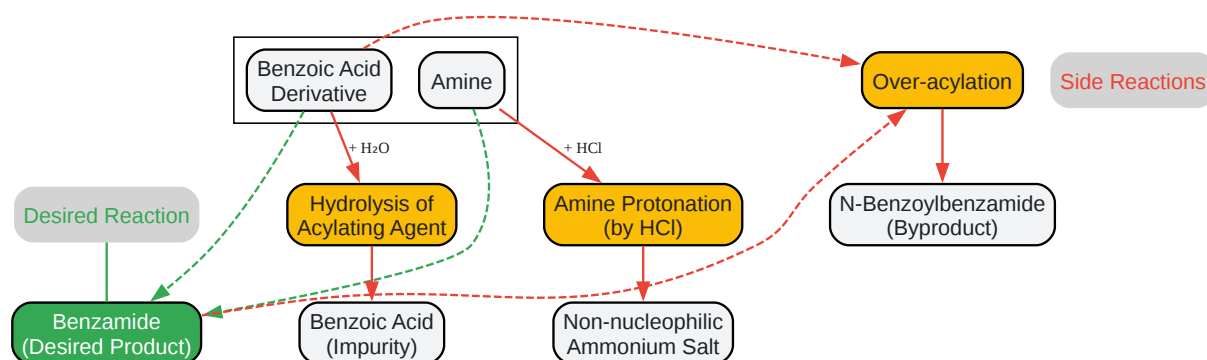 Benzoic Acid
Derivative
Amine
Over-acylation
Side Reactions
+ H₂O
+ HCl
Desired Reaction
Hydrolysis of
Acylating Agent
Amine Protonation
(by HCl)
N-Benzoylbenzamide
(Byproduct)
Benzamide
(Desired Product)
Benzoic Acid
(Impurity)
Non-nucleophilic
Ammonium Salt